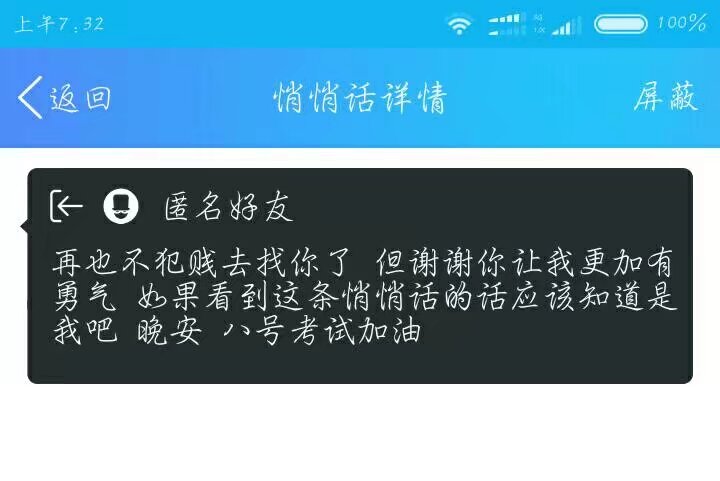 上午7:32 3G 1X 100%
返回 悄悄话详情 屏蔽
匿名好友
再也不犯贱去找你了 但谢谢你让我更加有
勇气 如果看到这条悄悄话的话应该知道是
我吧 晚安 八号考试加油